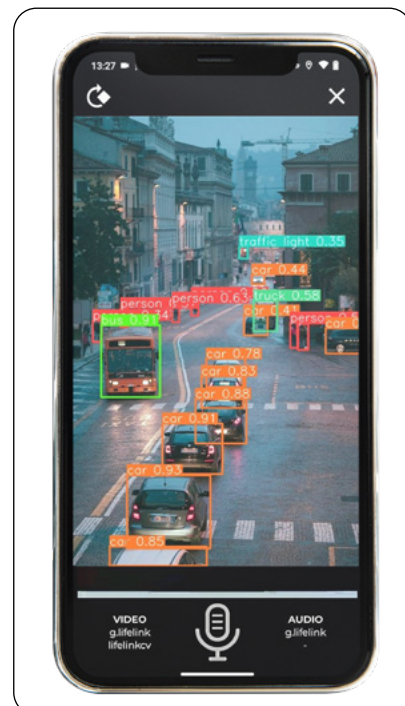 13:27
traffic light 0.35
car 0.44
person 0.63
truck 0.58
bus 0.91
car 0.78
car 0.83
car 0.88
car 0.91
car 0.93
car 0.85
VIDEO
g.lifelink
lifelinkcv
AUDIO
g.lifelink
-